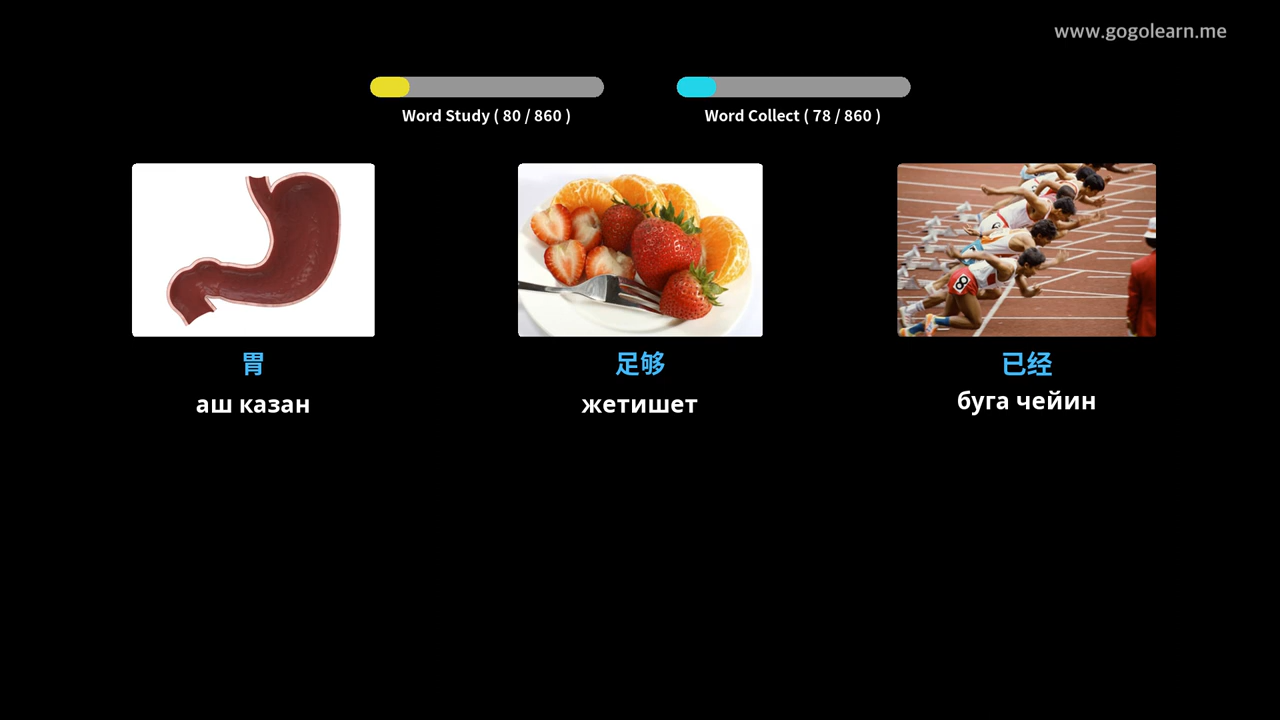 www.gogolearn.me
Word Study ( 80 / 860 )
Word Collect ( 78 / 860 )
胃
足够
已经
аш казан
жетишет
буга чейин